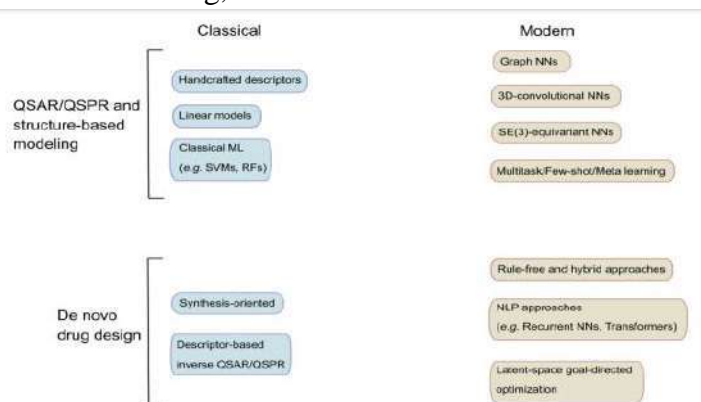 Classical
Modern
QSAR/QSPR and
structure-based
modeling
Handcrafted descriptors
Linear models
Classical ML
(e.g. SVMs, RFs)
Graph NNs
3D-convolutional NNs
SE(3)-equivariant NNs
Multitask/Few-shot/Meta learning
De novo
drug design
Synthesis-oriented
Descriptor-based
inverse QSAR/QSPR
Rule-free and hybrid approaches
NLP approaches
(e.g. Recurrent NNs, Transformers)
Latent-space goal-directed
optimization